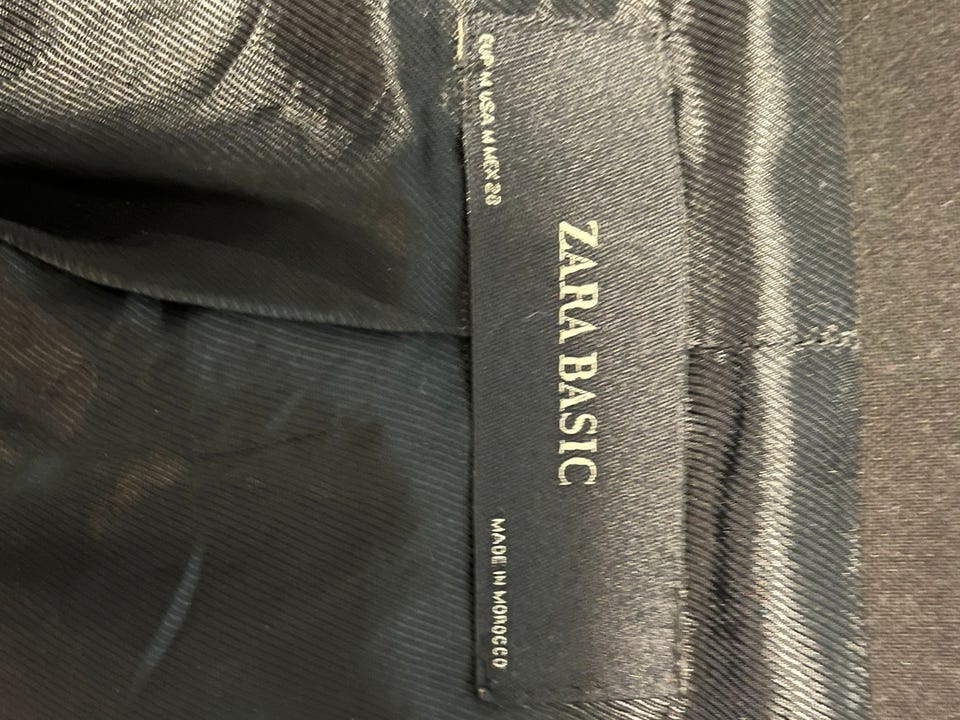 ZARA BASIC
EUR M USA M MEX 28
MADE IN MOROCCO